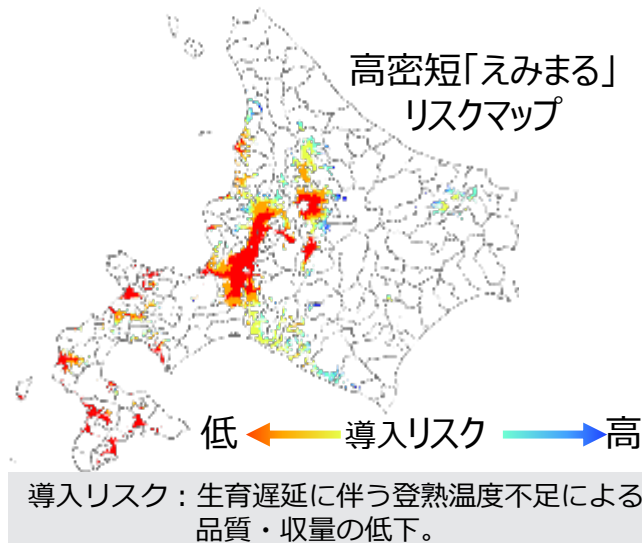 高密短「えみまる」
リスクマップ
低 導入リスク 高
導入リスク：生育遅延に伴う登熟温度不足による
品質・収量の低下。